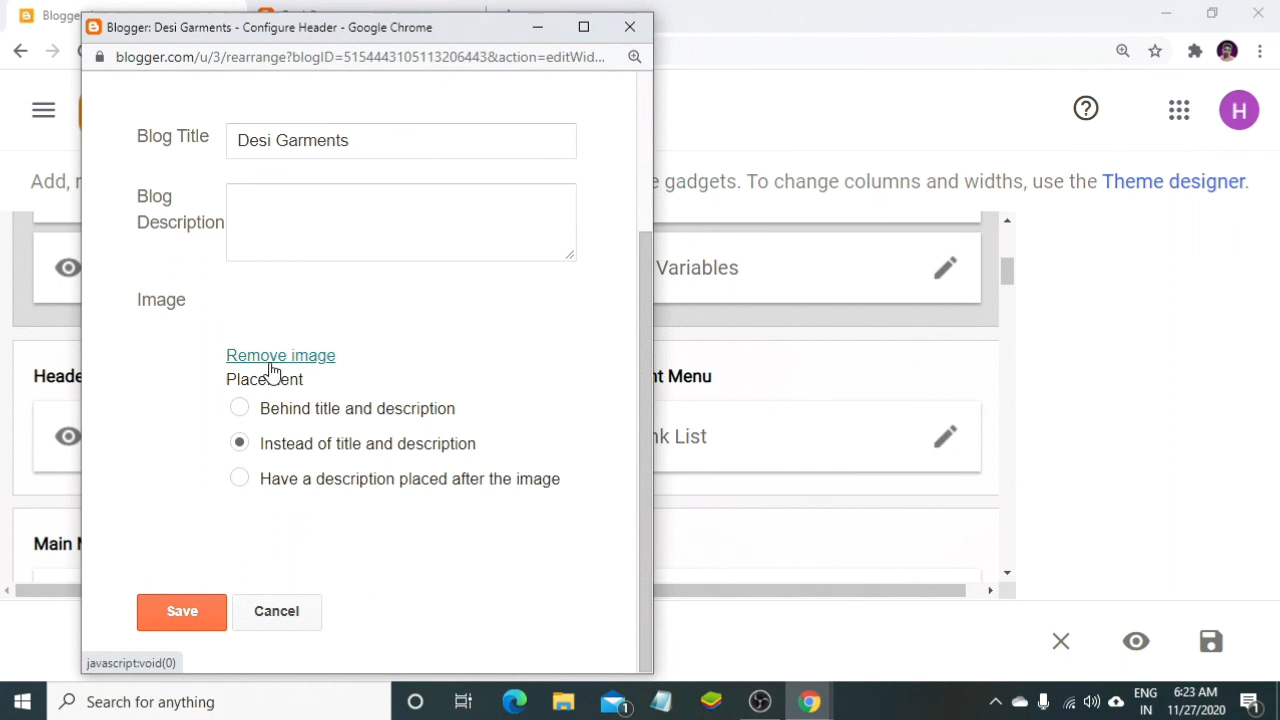 Blogge
Blogger: Desi Garments - Configure Header - Google Chrome
blogger.com/u/3/rearrange?blogID=5154443105113206443&action=editWid...
H
Add, r
e gadgets. To change columns and widths, use the Theme designer.
Blog Title
Desi Garments
Blog
Description
Variables
Image
Remove image
Placement
Heade
nt Menu
Behind title and description
nk List
Instead of title and description
Have a description placed after the image
Main M
Save
Cancel
javascript:void(0)
Search for anything
1
ENG
IN
6:23 AM
11/27/2020
1